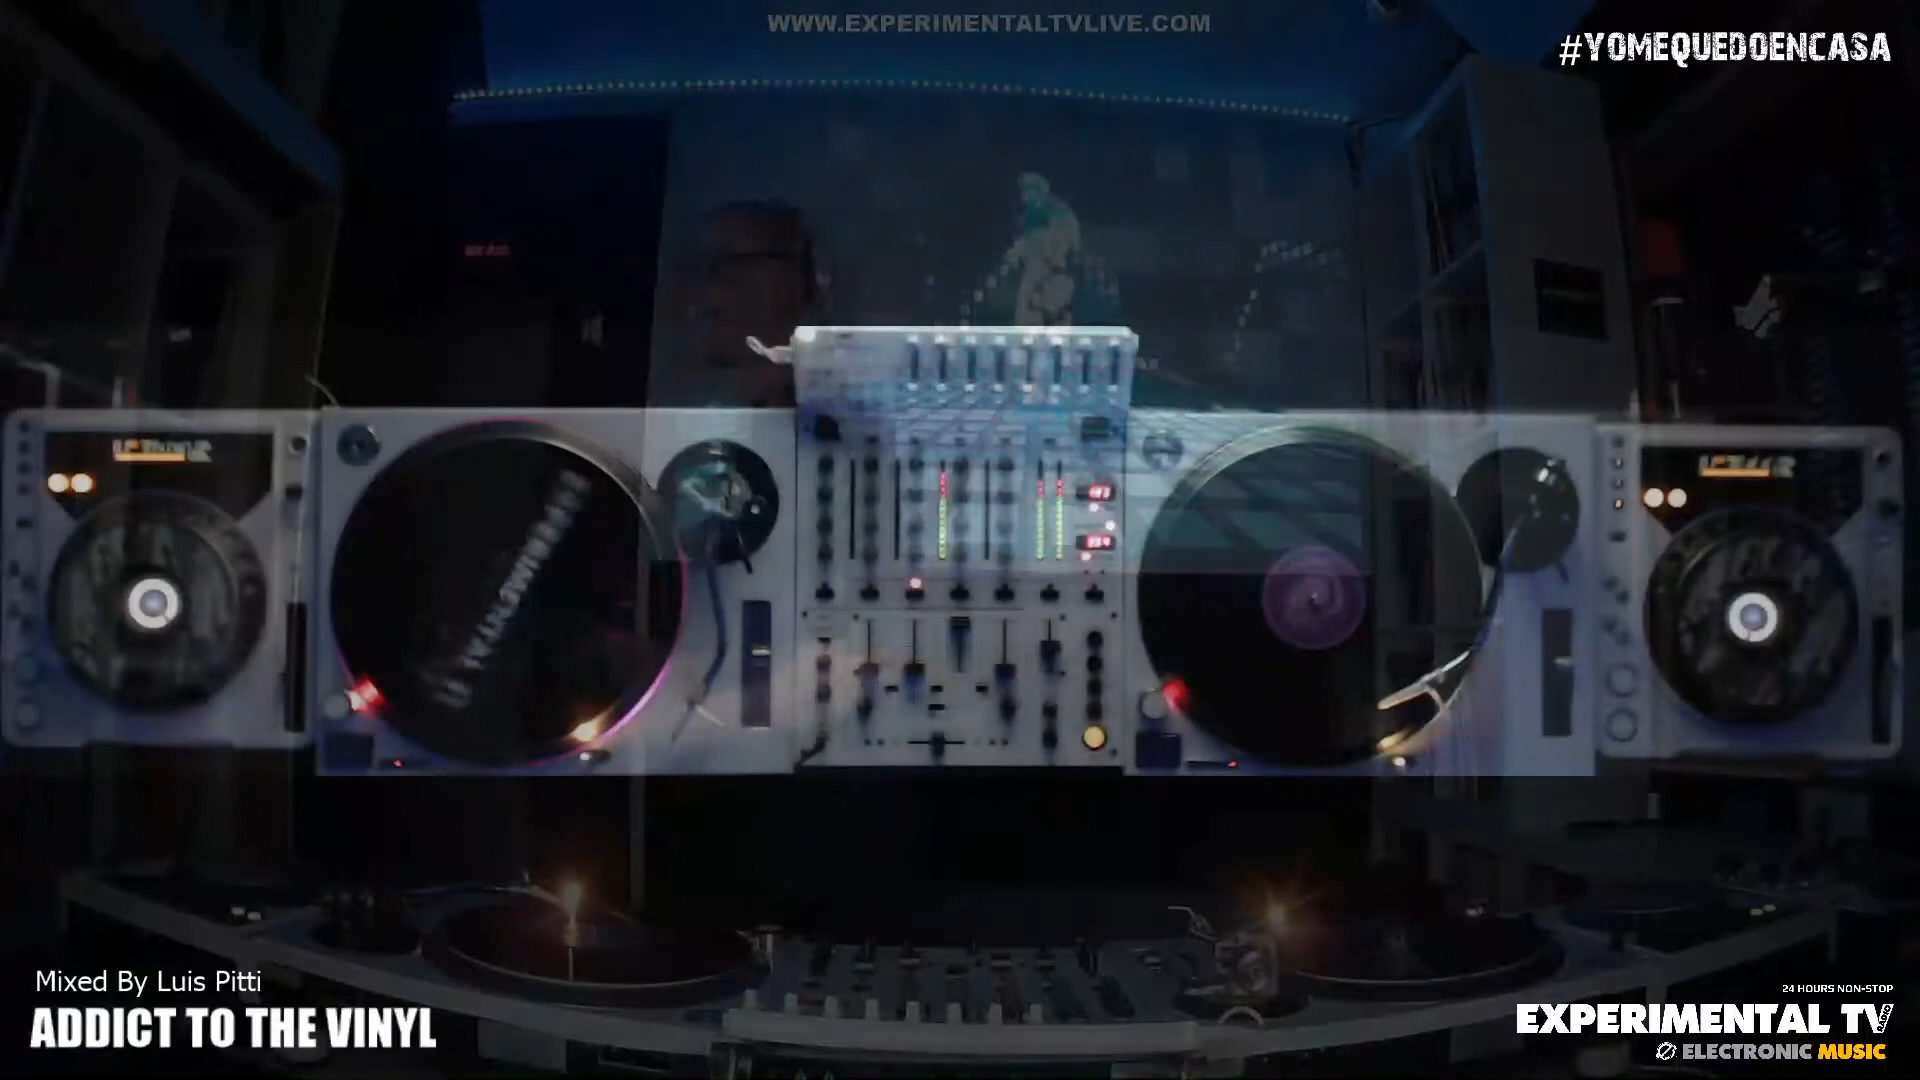 WWW.EXPERIMENTALTVLIVE.COM
#YOMEQUEDOENCASA
Mixed By Luis Pitti
ADDICT TO THE VINYL
24 HOURS NON-STOP
EXPERIMENTAL TV
RADIO
ELECTRONIC MUSIC